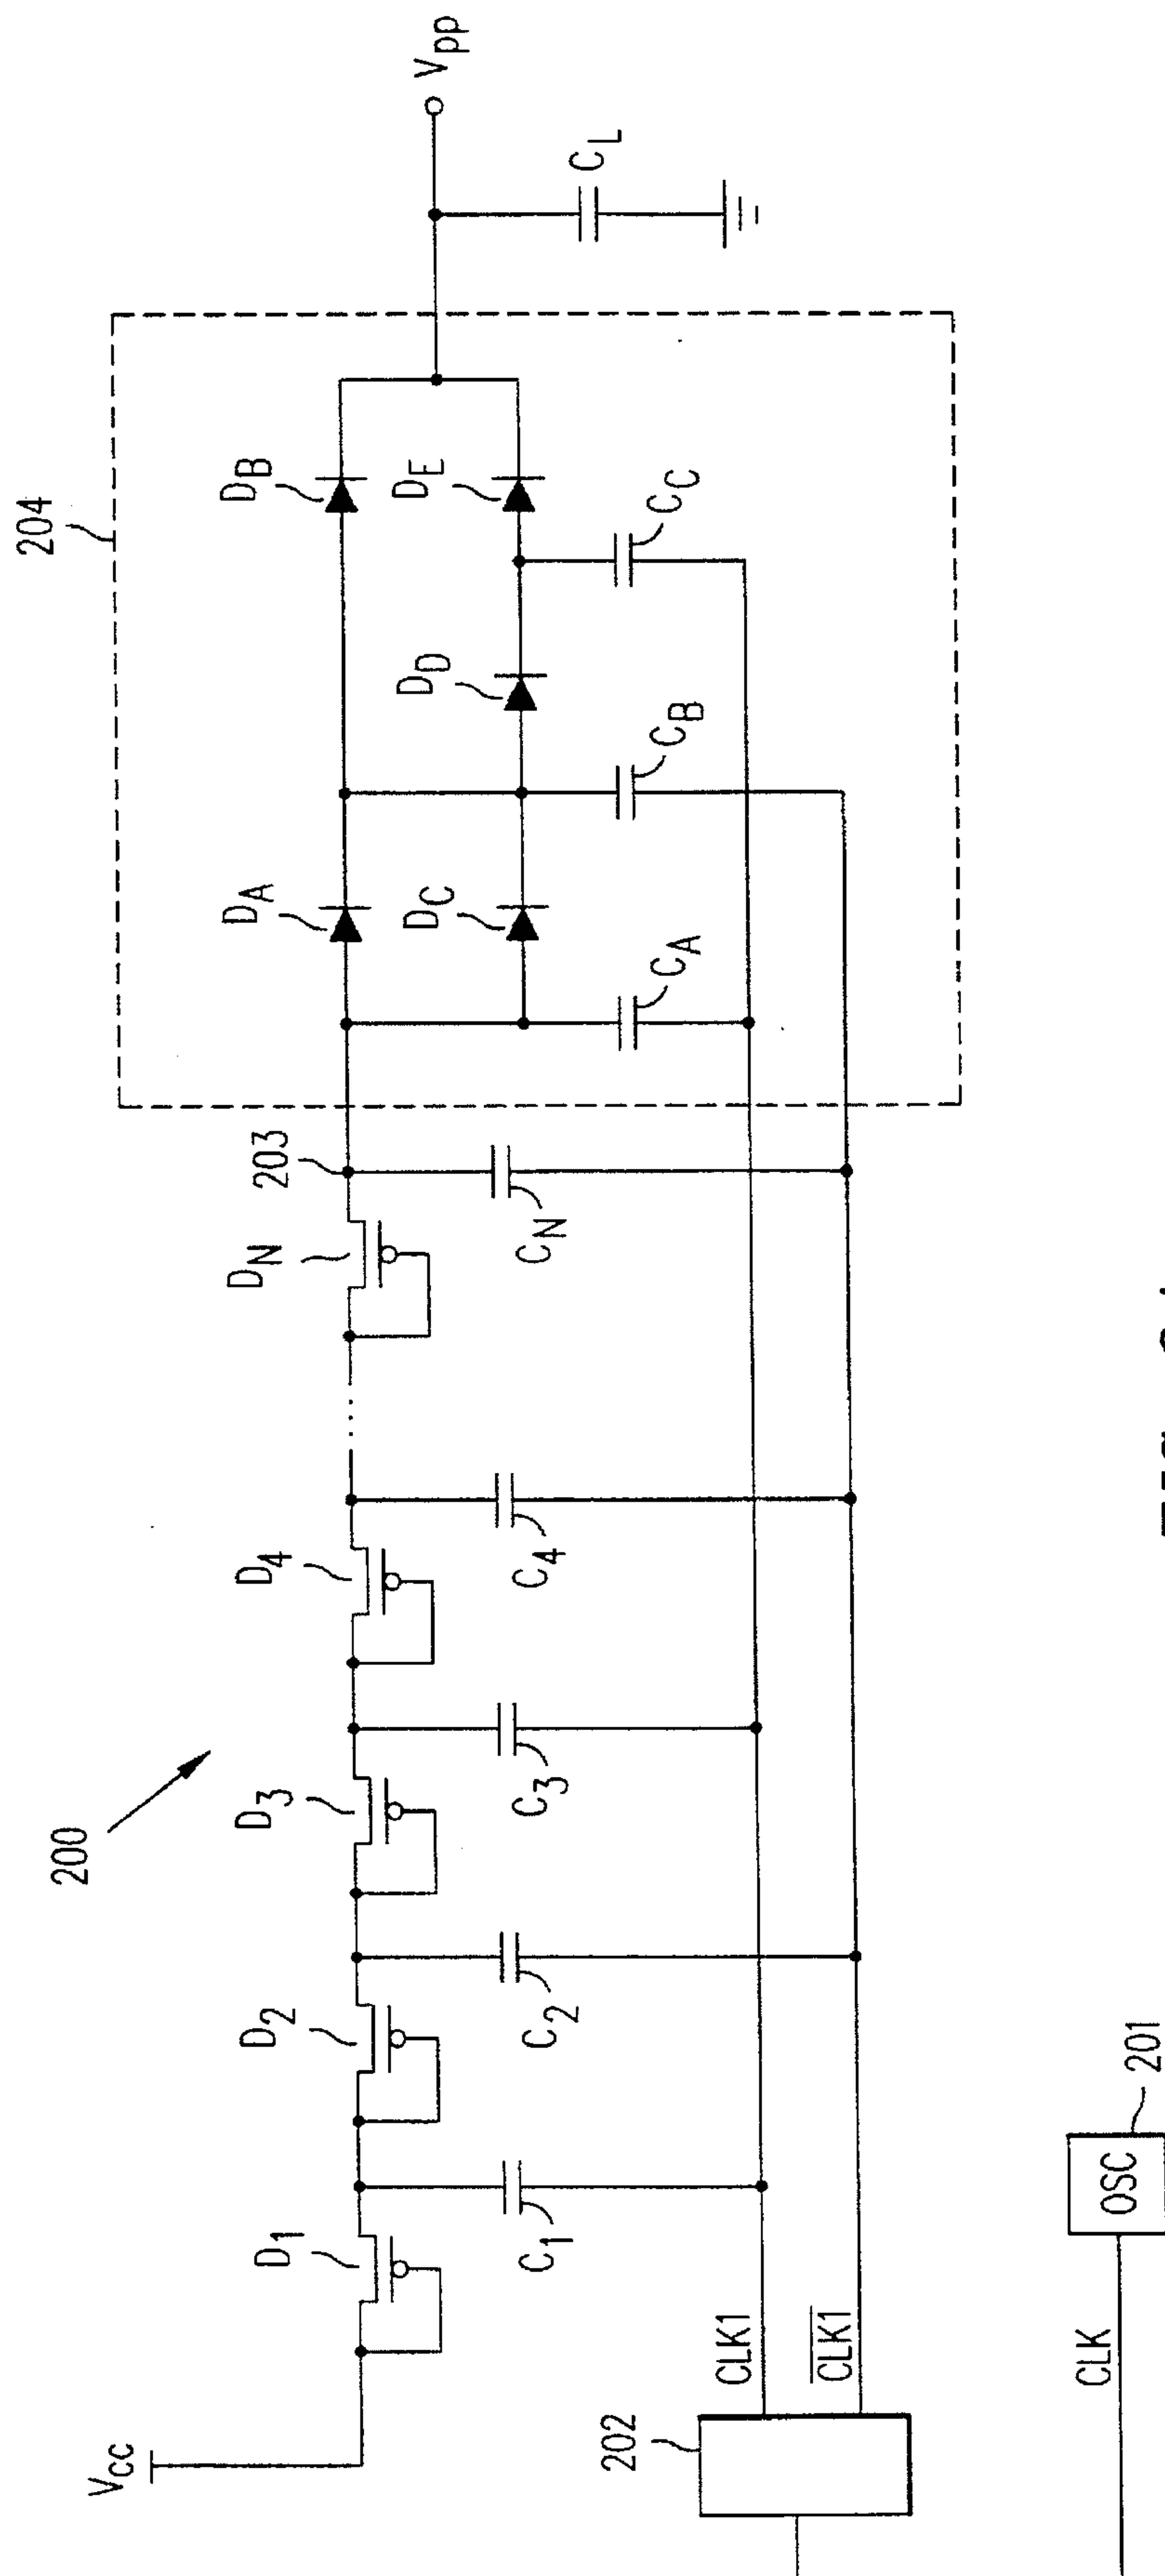 200
204
V_CC
D_1
D_2
D_3
D_4
...
D_N
203
D_A
D_B
D_C
D_D
D_E
C_1
C_2
C_3
C_4
C_N
C_A
C_B
C_C
C_L
V_pp
202
CLK1
C̅L̅K̅1̅
CLK
OSC
201